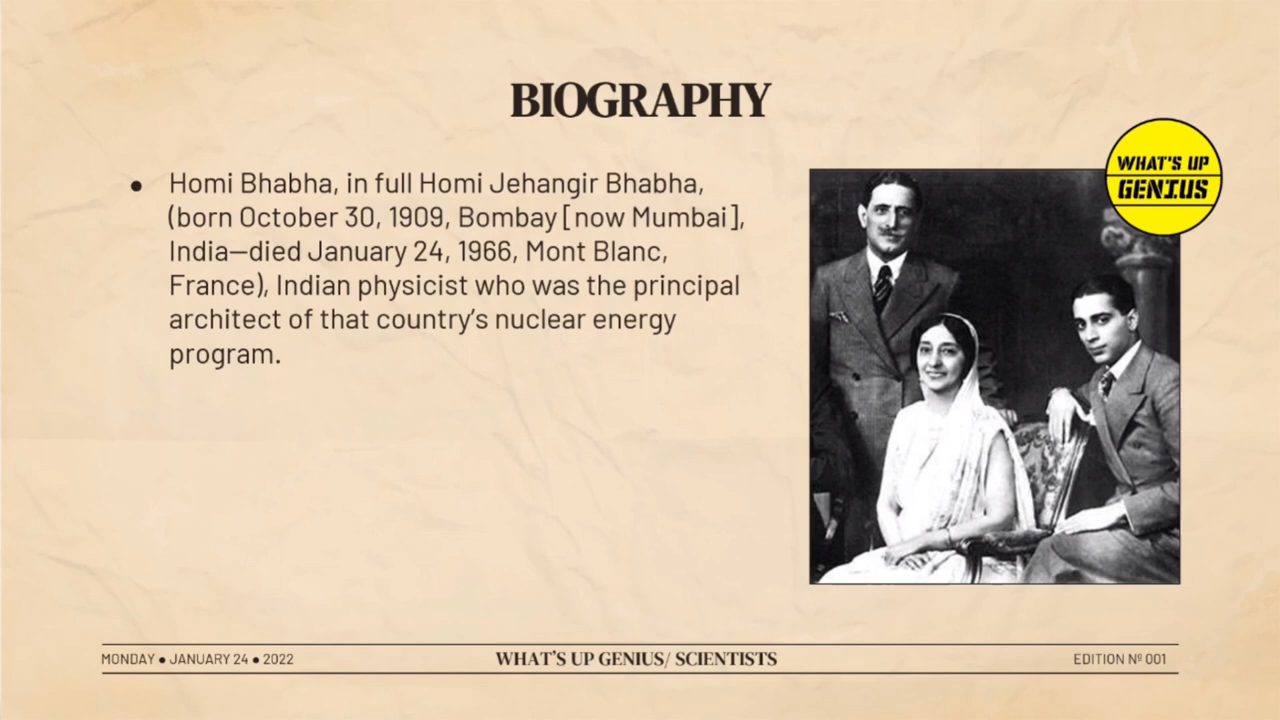 BIOGRAPHY
WHAT'S UP
GENIUS
● Homi Bhabha, in full Homi Jehangir Bhabha,
(born October 30, 1909, Bombay [now Mumbai],
India—died January 24, 1966, Mont Blanc,
France), Indian physicist who was the principal
architect of that country's nuclear energy
program.
MONDAY ● JANUARY 24 ● 2022
WHAT'S UP GENIUS/ SCIENTISTS
EDITION Nº 001